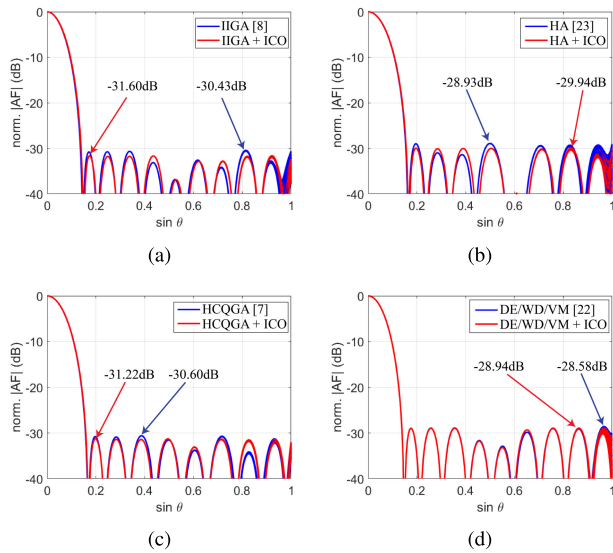 0
-10
-20
-30
-40
norm. |AF| (dB)
IIGA [8]
IIGA + ICO
-31.60dB
-30.43dB
0 0.2 0.4 0.6 0.8 1
sin θ
(a)
0
-10
-20
-30
-40
norm. |AF| (dB)
HA [23]
HA + ICO
-28.93dB
-29.94dB
0 0.2 0.4 0.6 0.8 1
sin θ
(b)
0
-10
-20
-30
-40
norm. |AF| (dB)
HCQGA [7]
HCQGA + ICO
-31.22dB
-30.60dB
0 0.2 0.4 0.6 0.8 1
sin θ
(c)
0
-10
-20
-30
-40
norm. |AF| (dB)
DE/WD/VM [22]
DE/WD/VM + ICO
-28.94dB
-28.58dB
0 0.2 0.4 0.6 0.8 1
sin θ
(d)